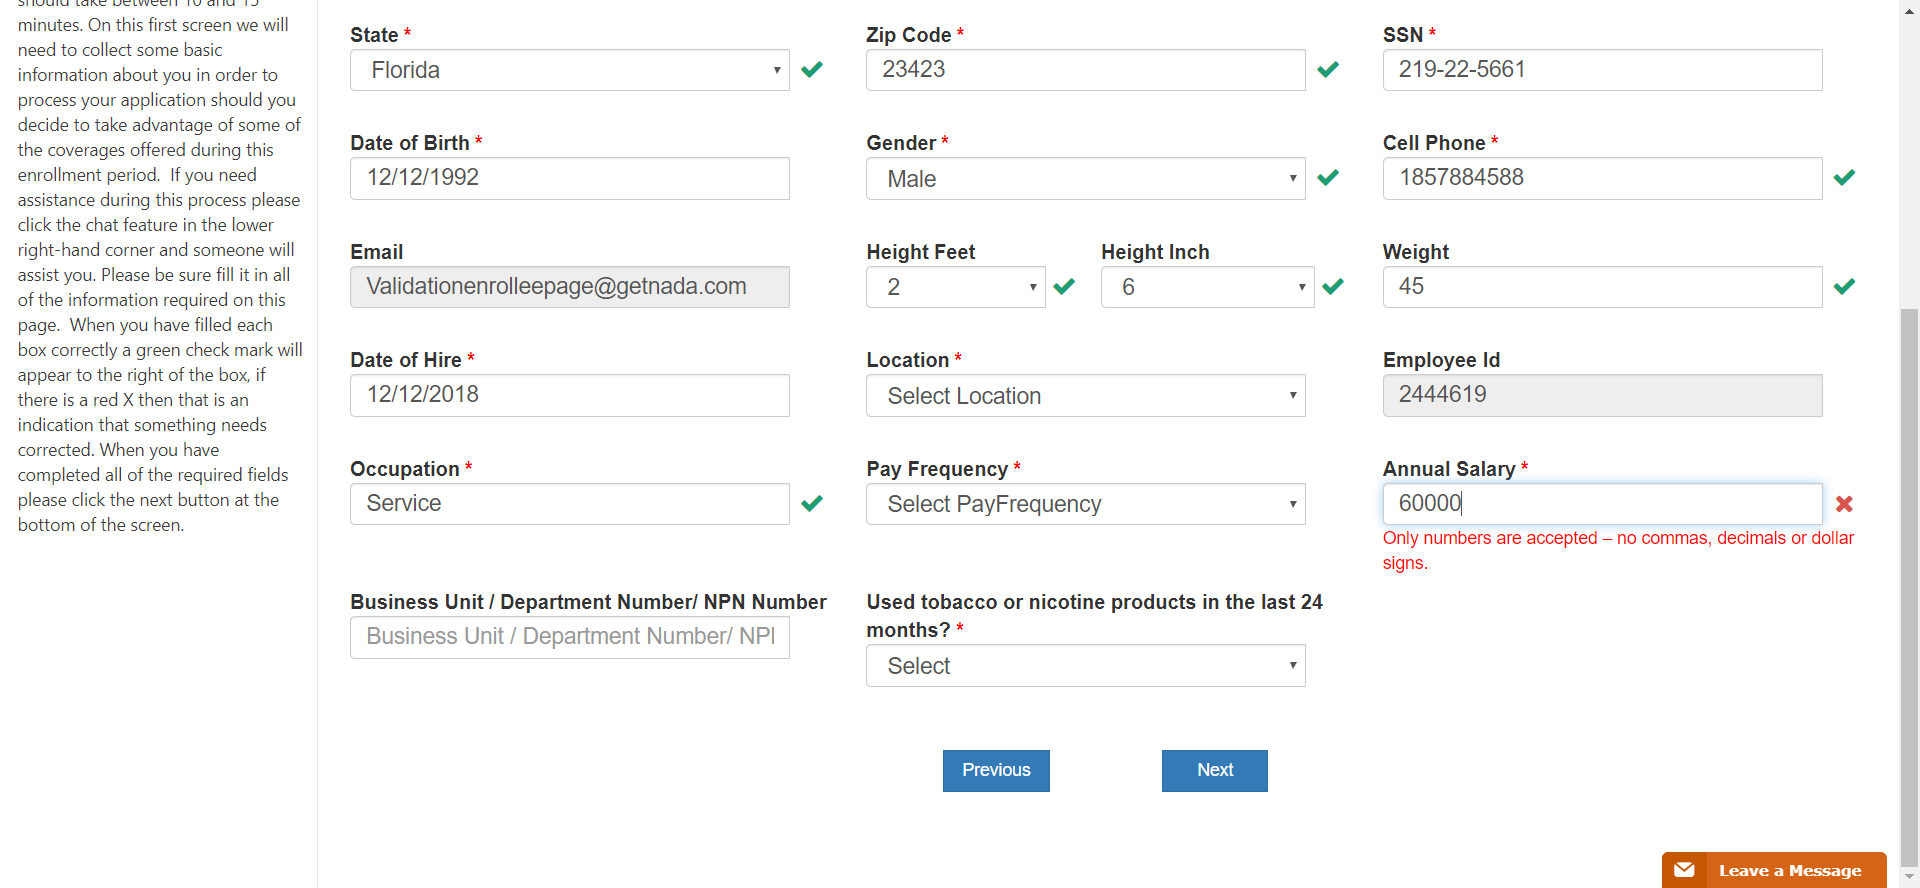 should take between 10 and 15
minutes. On this first screen we will
need to collect some basic
information about you in order to
process your application should you
decide to take advantage of some of
the coverages offered during this
enrollment period.  If you need
assistance during this process please
click the chat feature in the lower
right-hand corner and someone will
assist you. Please be sure fill it in all
of the information required on this
page.  When you have filled each
box correctly a green check mark will
appear to the right of the box, if
there is a red X then that is an
indication that something needs
corrected. When you have
completed all of the required fields
please click the next button at the
bottom of the screen.
State *
Florida
Zip Code *
23423
SSN *
219-22-5661
Date of Birth *
12/12/1992
Gender *
Male
Cell Phone *
1857884588
Email
Validationenrolleepage@getnada.com
Height Feet
2
Height Inch
6
Weight
45
Date of Hire *
12/12/2018
Location *
Select Location
Employee Id
2444619
Occupation *
Service
Pay Frequency *
Select PayFrequency
Annual Salary *
60000
Only numbers are accepted – no commas, decimals or dollar
signs.
Business Unit / Department Number/ NPN Number
Business Unit / Department Number/ NPI
Used tobacco or nicotine products in the last 24
months? *
Select
Previous
Next
Leave a Message